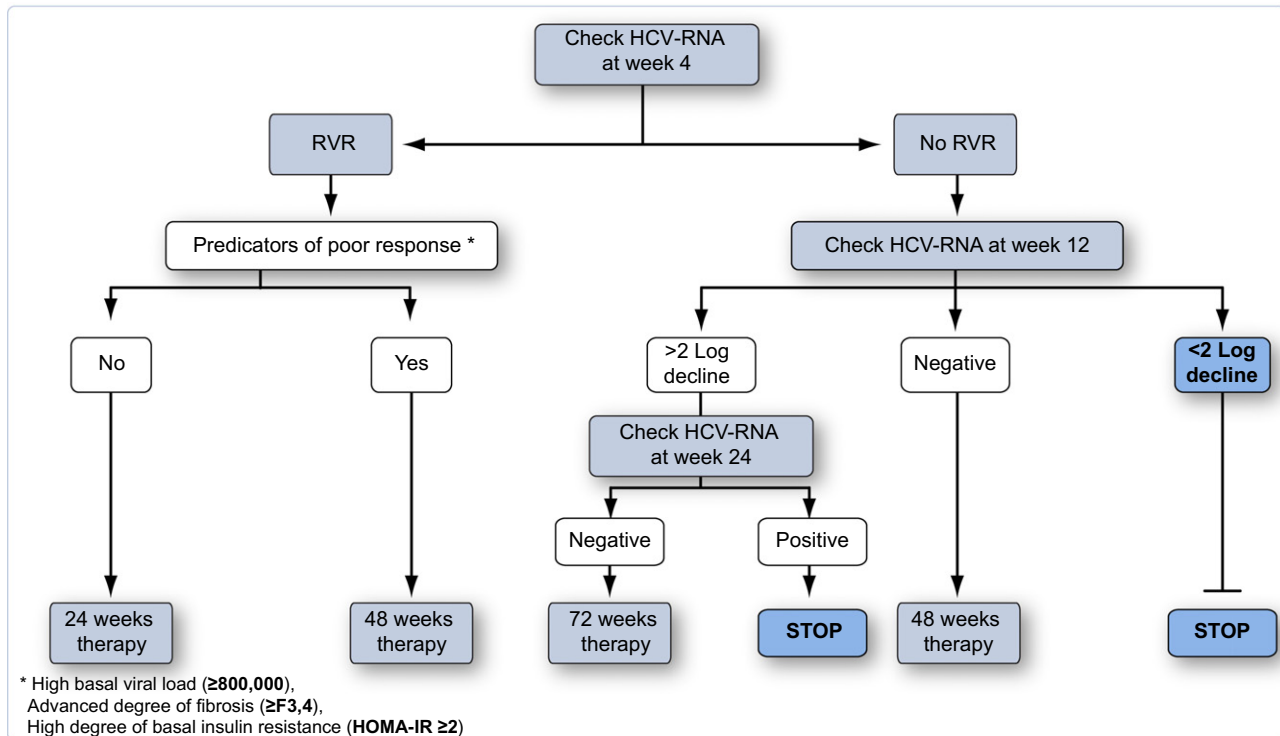 Check HCV-RNA
at week 4
RVR
No RVR
Predicators of poor response *
Check HCV-RNA at week 12
No
Yes
>2 Log
decline
Negative
<2 Log
decline
Check HCV-RNA
at week 24
Negative
Positive
24 weeks
therapy
48 weeks
therapy
72 weeks
therapy
STOP
48 weeks
therapy
STOP
* High basal viral load (≥800,000),
Advanced degree of fibrosis (≥F3,4),
High degree of basal insulin resistance (HOMA-IR ≥2)